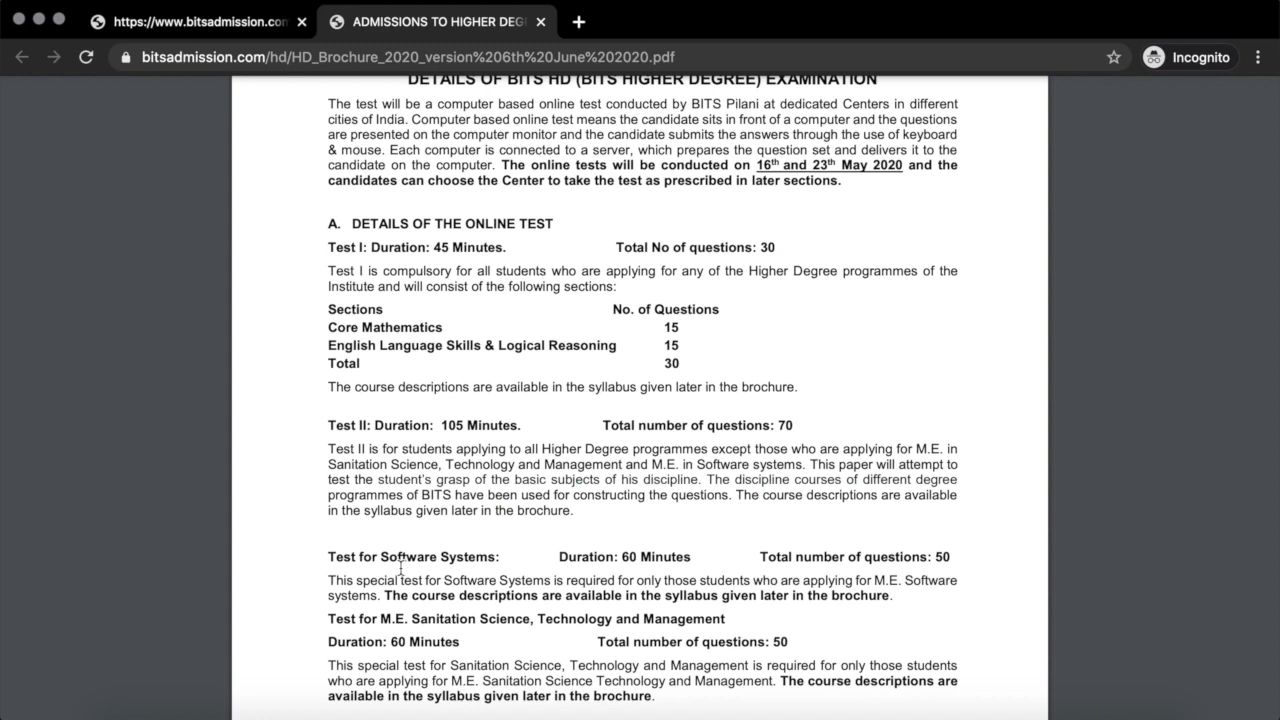 https://www.bitsadmission.con
ADMISSIONS TO HIGHER DEG
bitsadmission.com/hd/HD_Brochure_2020_version%206th%20June%202020.pdf
Incognito
DETAILS OF BITS HD (BITS HIGHER DEGREE) EXAMINATION
The test will be a computer based online test conducted by BITS Pilani at dedicated Centers in different
cities of India. Computer based online test means the candidate sits in front of a computer and the questions
are presented on the computer monitor and the candidate submits the answers through the use of keyboard
& mouse. Each computer is connected to a server, which prepares the question set and delivers it to the
candidate on the computer. The online tests will be conducted on 16th and 23th May 2020 and the
candidates can choose the Center to take the test as prescribed in later sections.
A. DETAILS OF THE ONLINE TEST
Test I: Duration: 45 Minutes. Total No of questions: 30
Test I is compulsory for all students who are applying for any of the Higher Degree programmes of the
Institute and will consist of the following sections:
Sections No. of Questions
Core Mathematics 15
English Language Skills & Logical Reasoning 15
Total 30
The course descriptions are available in the syllabus given later in the brochure.
Test II: Duration: 105 Minutes. Total number of questions: 70
Test II is for students applying to all Higher Degree programmes except those who are applying for M.E. in
Sanitation Science, Technology and Management and M.E. in Software systems. This paper will attempt to
test the student's grasp of the basic subjects of his discipline. The discipline courses of different degree
programmes of BITS have been used for constructing the questions. The course descriptions are available
in the syllabus given later in the brochure.
Test for Software Systems: Duration: 60 Minutes Total number of questions: 50
This special test for Software Systems is required for only those students who are applying for M.E. Software
systems. The course descriptions are available in the syllabus given later in the brochure.
Test for M.E. Sanitation Science, Technology and Management
Duration: 60 Minutes Total number of questions: 50
This special test for Sanitation Science, Technology and Management is required for only those students
who are applying for M.E. Sanitation Science Technology and Management. The course descriptions are
available in the syllabus given later in the brochure.